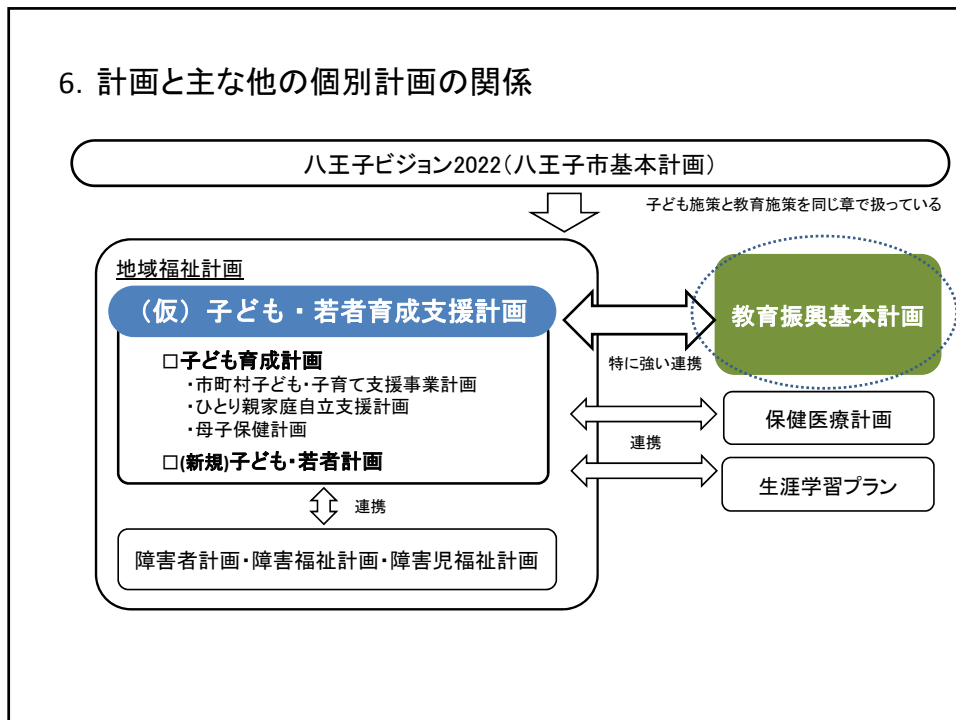 6. 計画と主な他の個別計画の関係
八王子ビジョン2022(八王子市基本計画)
子ども施策と教育施策を同じ章で扱っている
地域福祉計画
（仮）子ども・若者育成支援計画
□子ども育成計画
・市町村子ども・子育て支援事業計画
・ひとり親家庭自立支援計画
・母子保健計画
□(新規)子ども・若者計画
連携
障害者計画・障害福祉計画・障害児福祉計画
特に強い連携
教育振興基本計画
連携
保健医療計画
生涯学習プラン